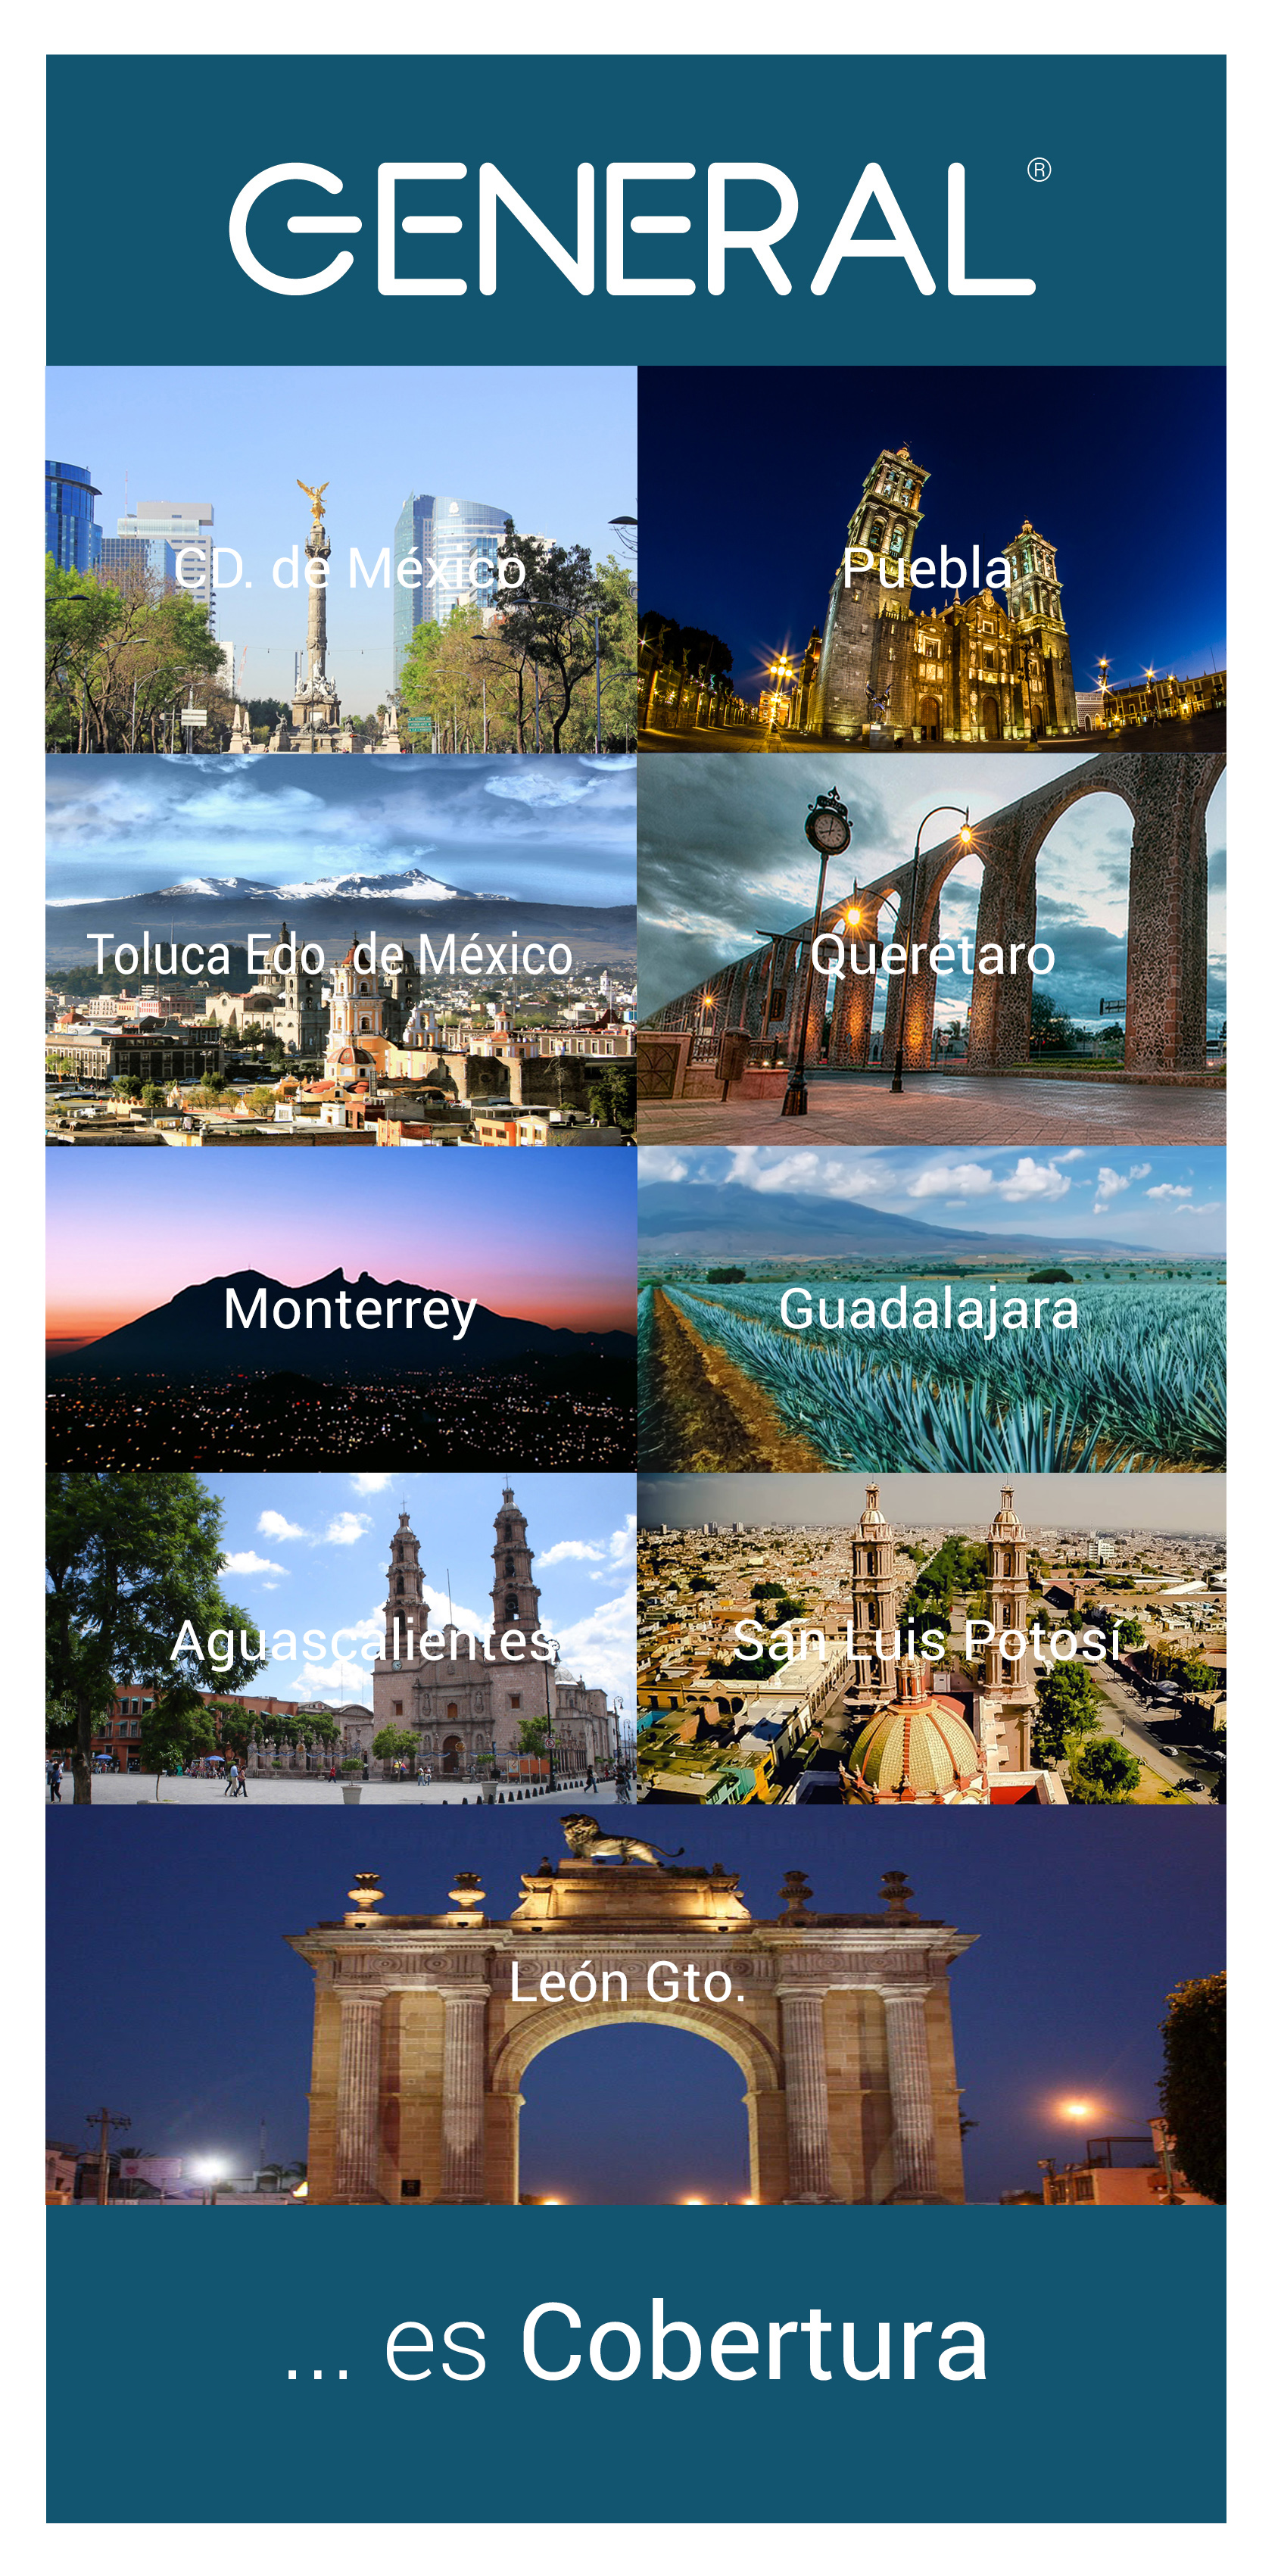 GENERAL ®
CD. de México
Puebla
Toluca Edo. de México
Querétaro
Monterrey
Guadalajara
Aguascalientes
San Luis Potosí
León Gto.
... es Cobertura